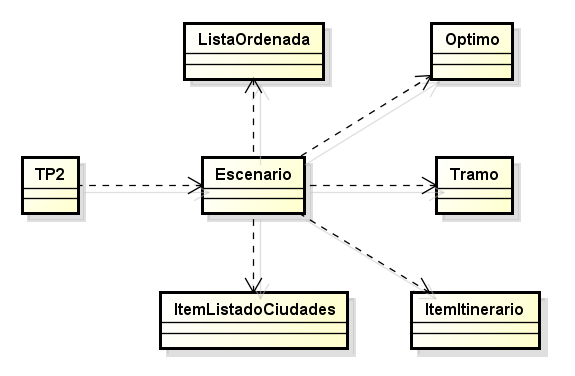 ListaOrdenada
Optimo
TP2
Escenario
Tramo
ItemListadoCiudades
ItemItinerario